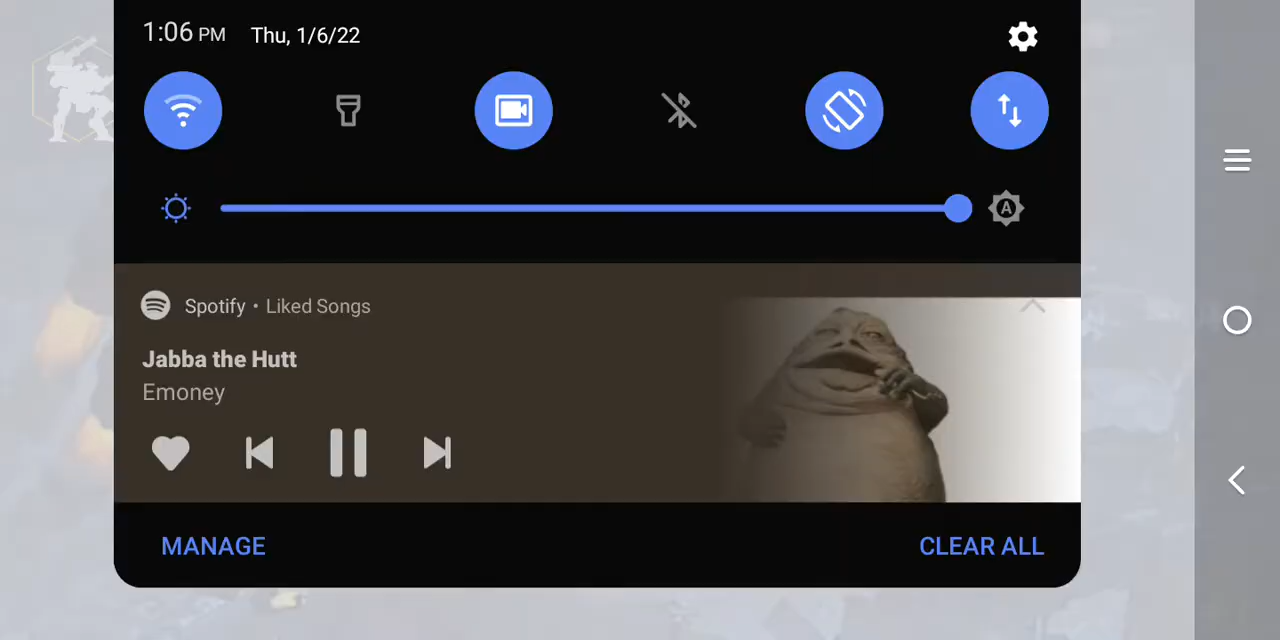 1:06 PM Thu, 1/6/22
A
Spotify • Liked Songs
Jabba the Hutt
Emoney
MANAGE CLEAR ALL